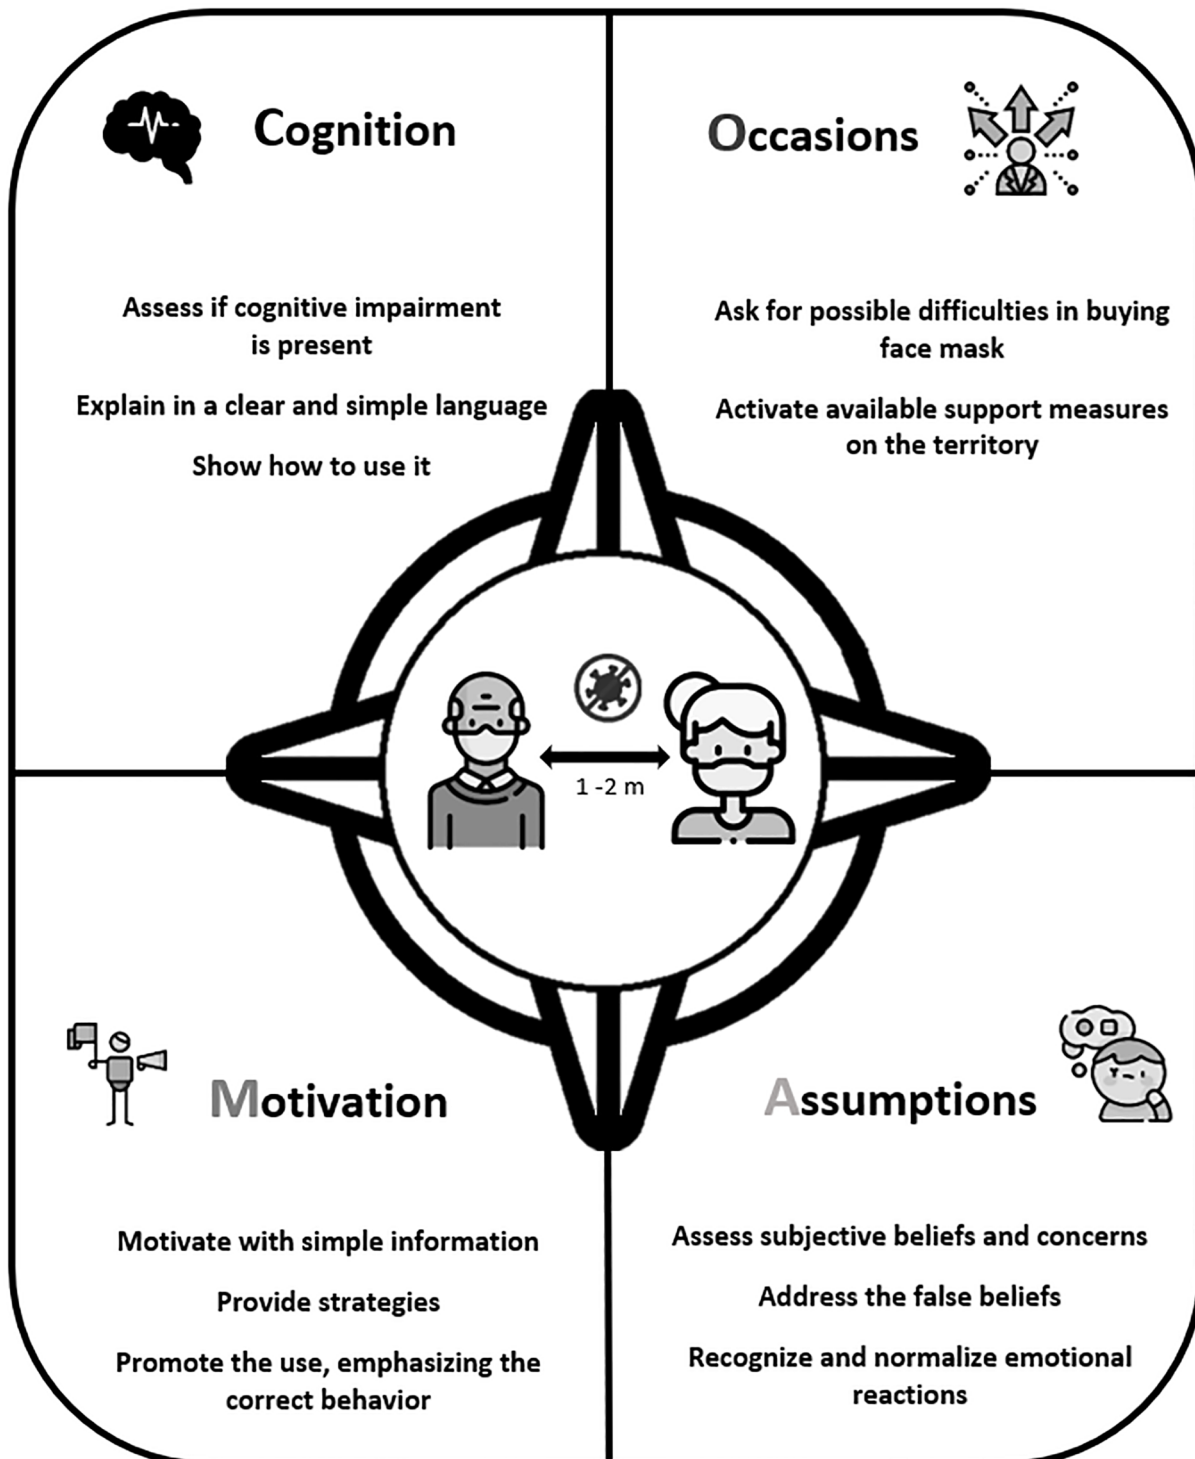 Cognition
Assess if cognitive impairment
is present
Explain in a clear and simple language
Show how to use it
Occasions
Ask for possible difficulties in buying
face mask
Activate available support measures
on the territory
1 -2 m
Motivation
Motivate with simple information
Provide strategies
Promote the use, emphasizing the
correct behavior
Assumptions
Assess subjective beliefs and concerns
Address the false beliefs
Recognize and normalize emotional
reactions